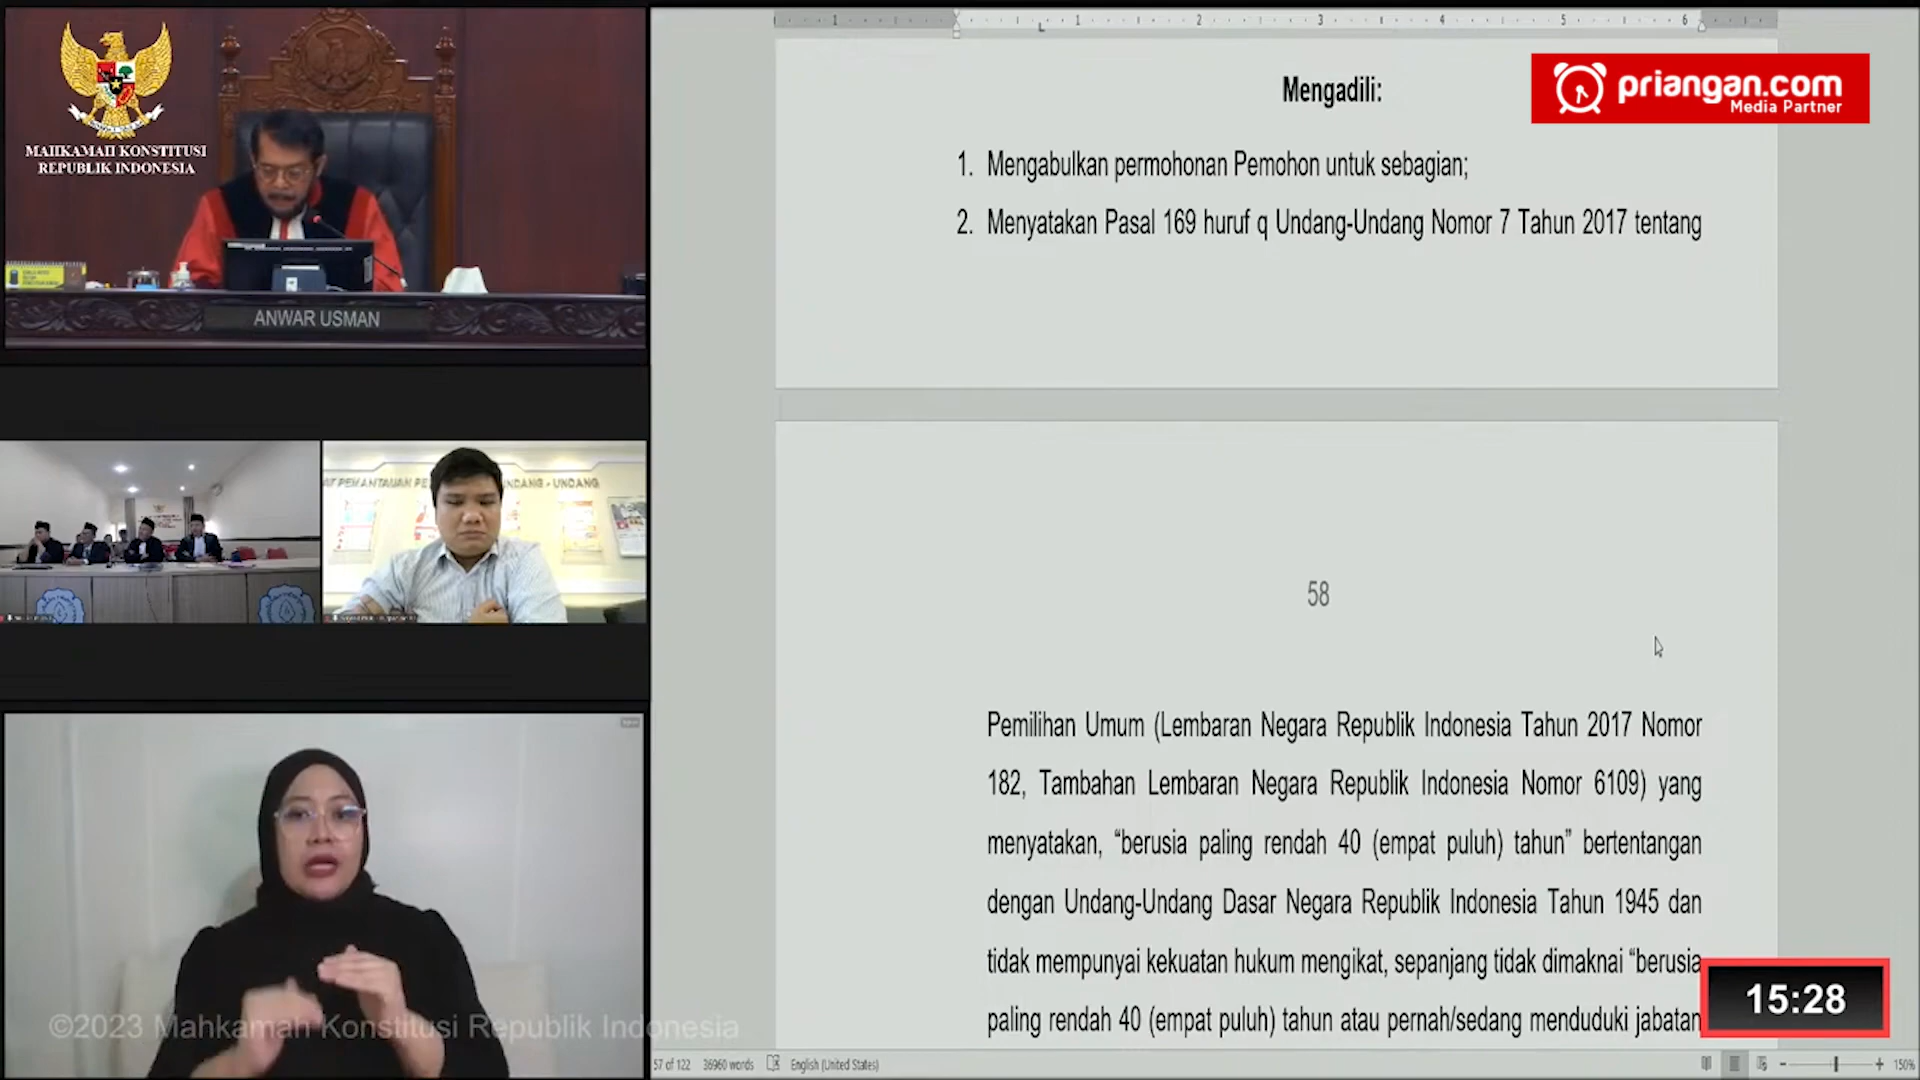 MAHKAMAH KONSTITUSI
REPUBLIK INDONESIA
ANWAR USMAN
©2023 Mahkamah Konstitusi Republik Indonesia
priangan.com
Media Partner
Mengadili:
1. Mengabulkan permohonan Pemohon untuk sebagian;
2. Menyatakan Pasal 169 huruf q Undang-Undang Nomor 7 Tahun 2017 tentang
58
Pemilihan Umum (Lembaran Negara Republik Indonesia Tahun 2017 Nomor
182, Tambahan Lembaran Negara Republik Indonesia Nomor 6109) yang
menyatakan, “berusia paling rendah 40 (empat puluh) tahun” bertentangan
dengan Undang-Undang Dasar Negara Republik Indonesia Tahun 1945 dan
tidak mempunyai kekuatan hukum mengikat, sepanjang tidak dimaknai “berusia
paling rendah 40 (empat puluh) tahun atau pernah/sedang menduduki jabatan
15:28
57 of 122 36960 words English (United States) 150%